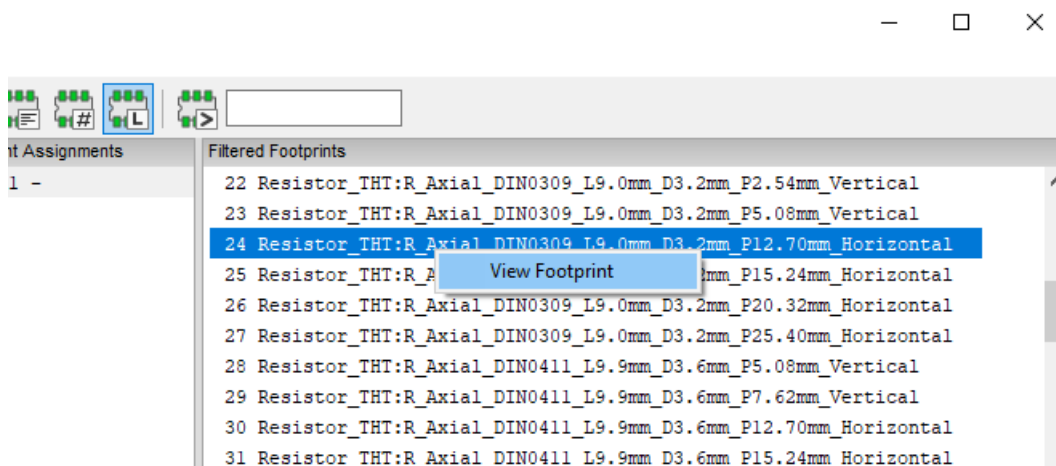 # L >
nt Assignments
Filtered Footprints
1 -
22 Resistor_THT:R_Axial_DIN0309_L9.0mm_D3.2mm_P2.54mm_Vertical
23 Resistor_THT:R_Axial_DIN0309_L9.0mm_D3.2mm_P5.08mm_Vertical
24 Resistor_THT:R_Axial_DIN0309_L9.0mm_D3.2mm_P12.70mm_Horizontal
View Footprint
25 Resistor_THT:R_A mm_P15.24mm_Horizontal
26 Resistor_THT:R_Axial_DIN0309_L9.0mm_D3.2mm_P20.32mm_Horizontal
27 Resistor_THT:R_Axial_DIN0309_L9.0mm_D3.2mm_P25.40mm_Horizontal
28 Resistor_THT:R_Axial_DIN0411_L9.9mm_D3.6mm_P5.08mm_Vertical
29 Resistor_THT:R_Axial_DIN0411_L9.9mm_D3.6mm_P7.62mm_Vertical
30 Resistor_THT:R_Axial_DIN0411_L9.9mm_D3.6mm_P12.70mm_Horizontal
31 Resistor_THT:R_Axial_DIN0411_L9.9mm_D3.6mm_P15.24mm_Horizontal